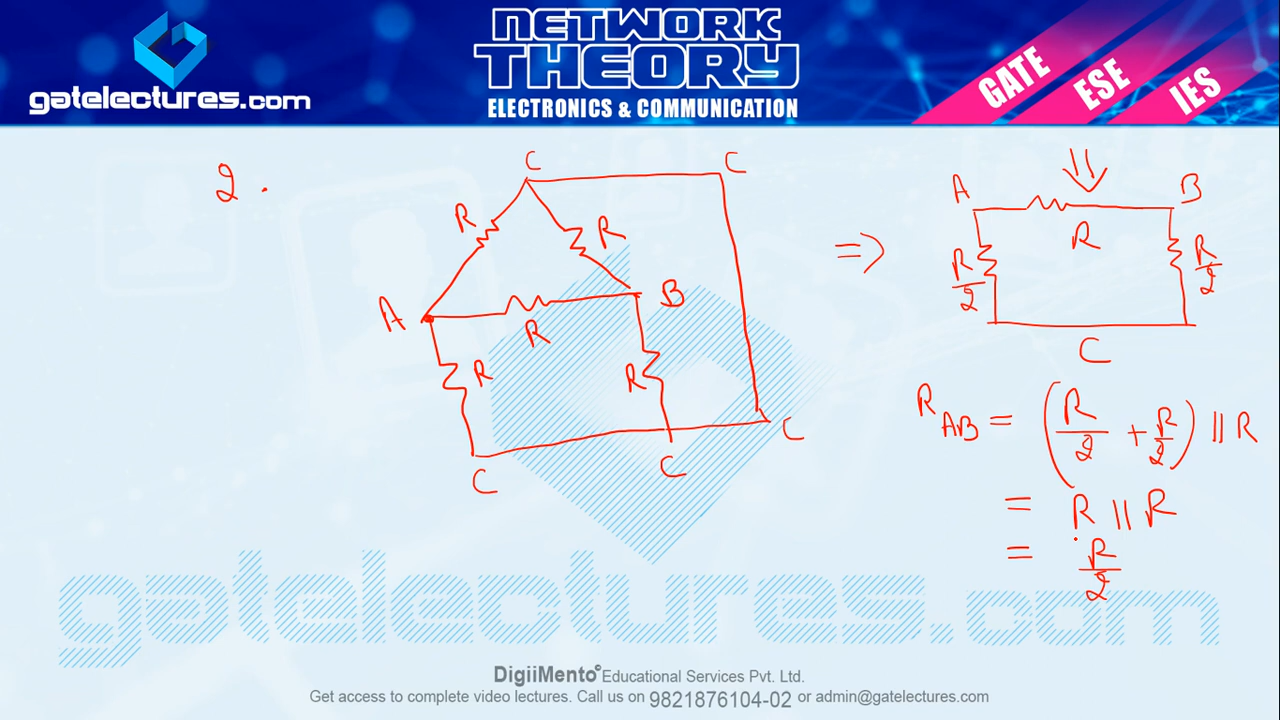 gatelectures.com
NETWORK
THEORY
ELECTRONICS & COMMUNICATION
GATE
ESE
IES
2.
C
C
R
R
A
R
B
R
R
C
C
C
⇒
A
B
R
R/2
R/2
C
R_AB = (R/2 + R/2) || R
= R || R
= R/2
gatelectures.com
DigiiMento© Educational Services Pvt. Ltd.
Get access to complete video lectures. Call us on 9821876104-02 or admin@gatelectures.com